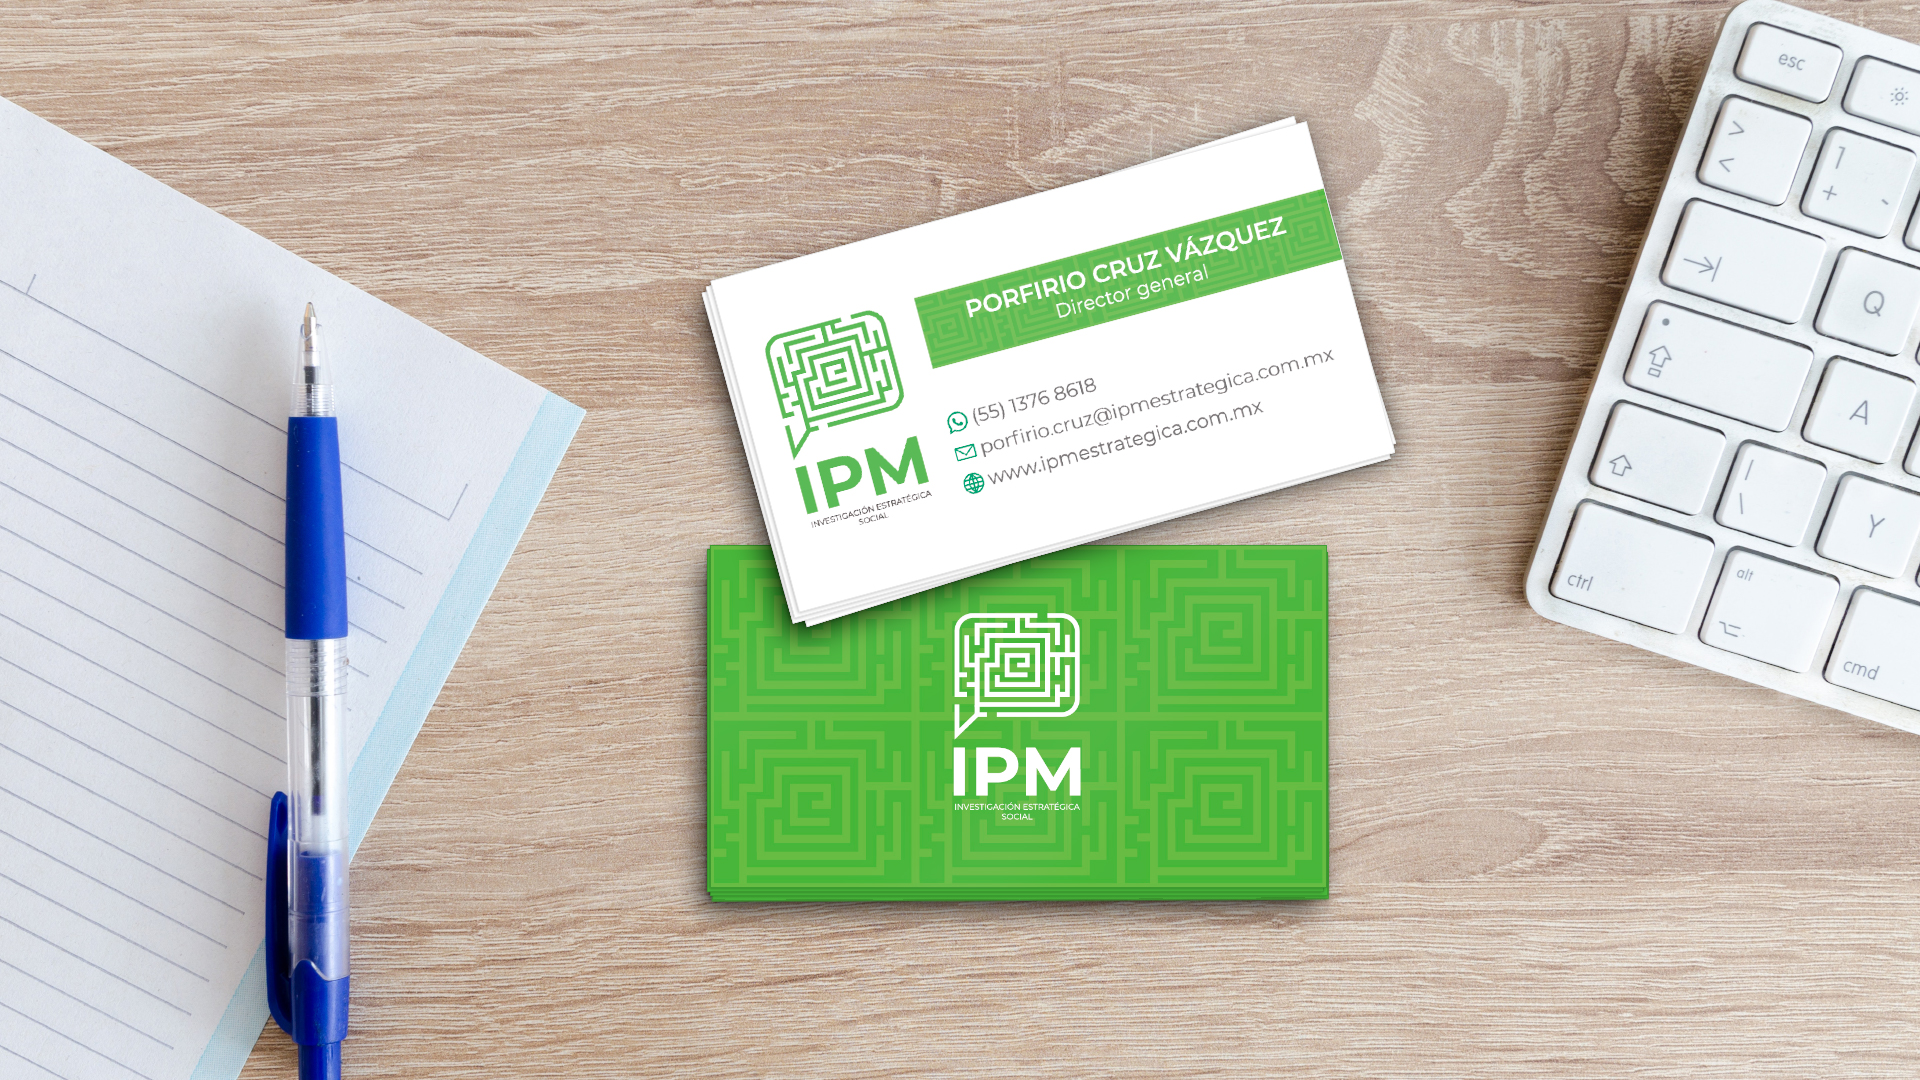 PORFIRIO CRUZ VÁZQUEZ
Director general
(55) 1376 8618
porfirio.cruz@ipmestrategica.com.mx
www.ipmestrategica.com.mx
IPM
INVESTIGACIÓN ESTRATÉGICA
SOCIAL
IPM
INVESTIGACIÓN ESTRATÉGICA
SOCIAL
esc
> <
1 + -
Q
A
Y
ctrl
alt
cmd